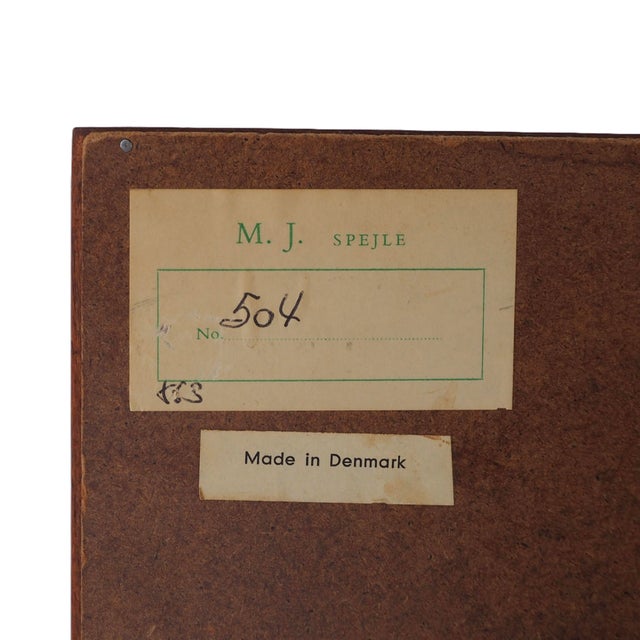 M. J. SPEJLE
No. 504
Made in Denmark